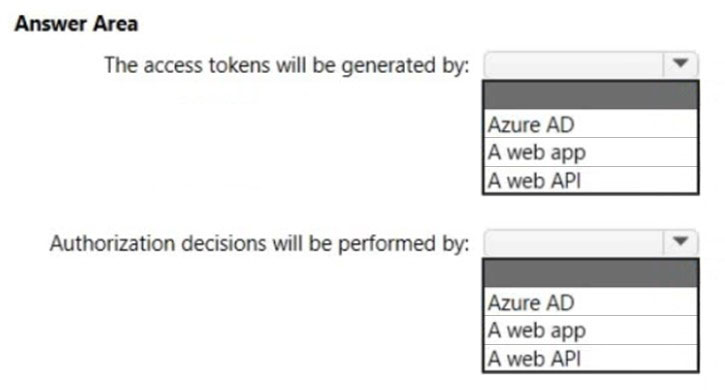 Answer Area
The access tokens will be generated by:
Azure AD
A web app
A web API
Authorization decisions will be performed by:
Azure AD
A web app
A web API